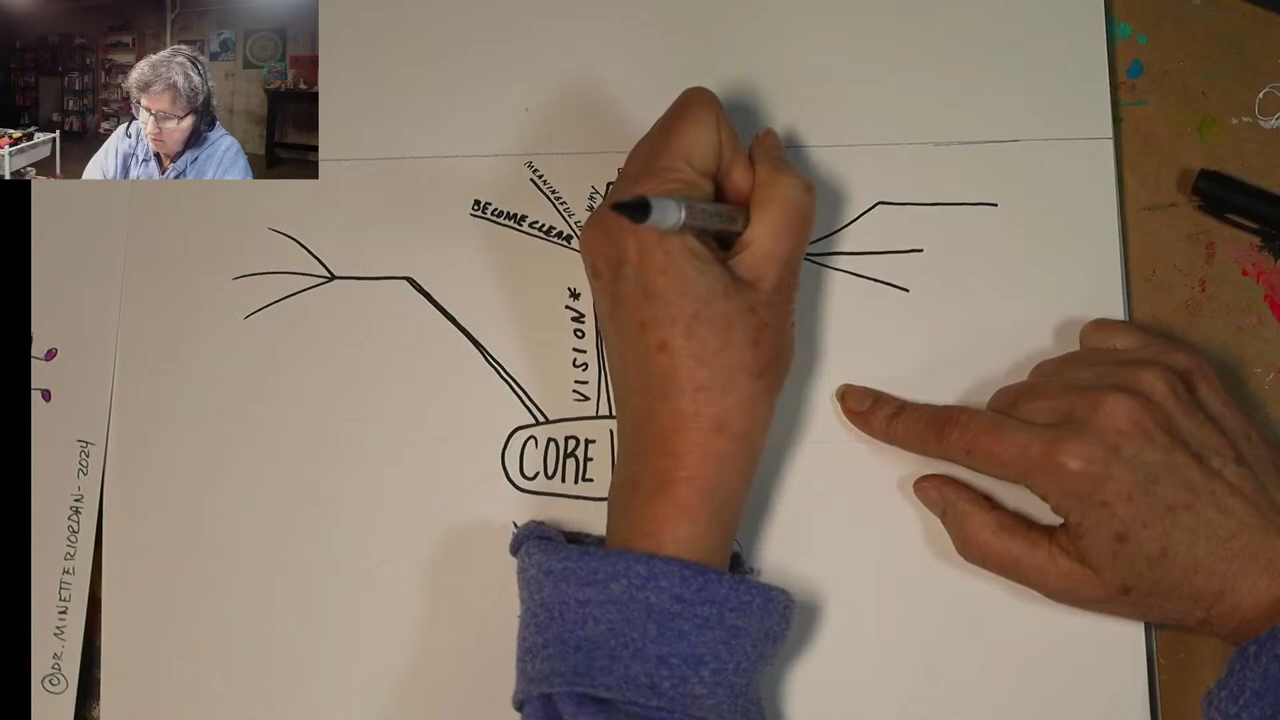 MEANINGFUL
WHY
BECOME CLEAR
VISION*
CORE
©DR. MINETTE RIORDAN - 2024